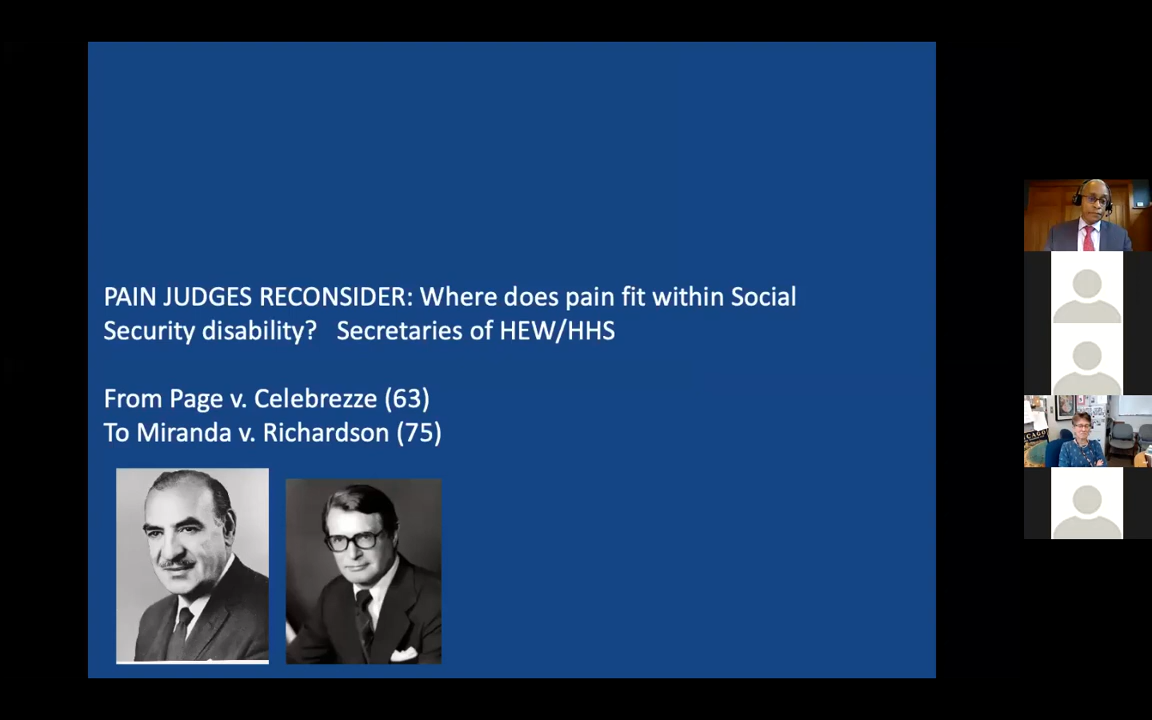 PAIN JUDGES RECONSIDER: Where does pain fit within Social
Security disability?   Secretaries of HEW/HHS
From Page v. Celebrezze (63)
To Miranda v. Richardson (75)